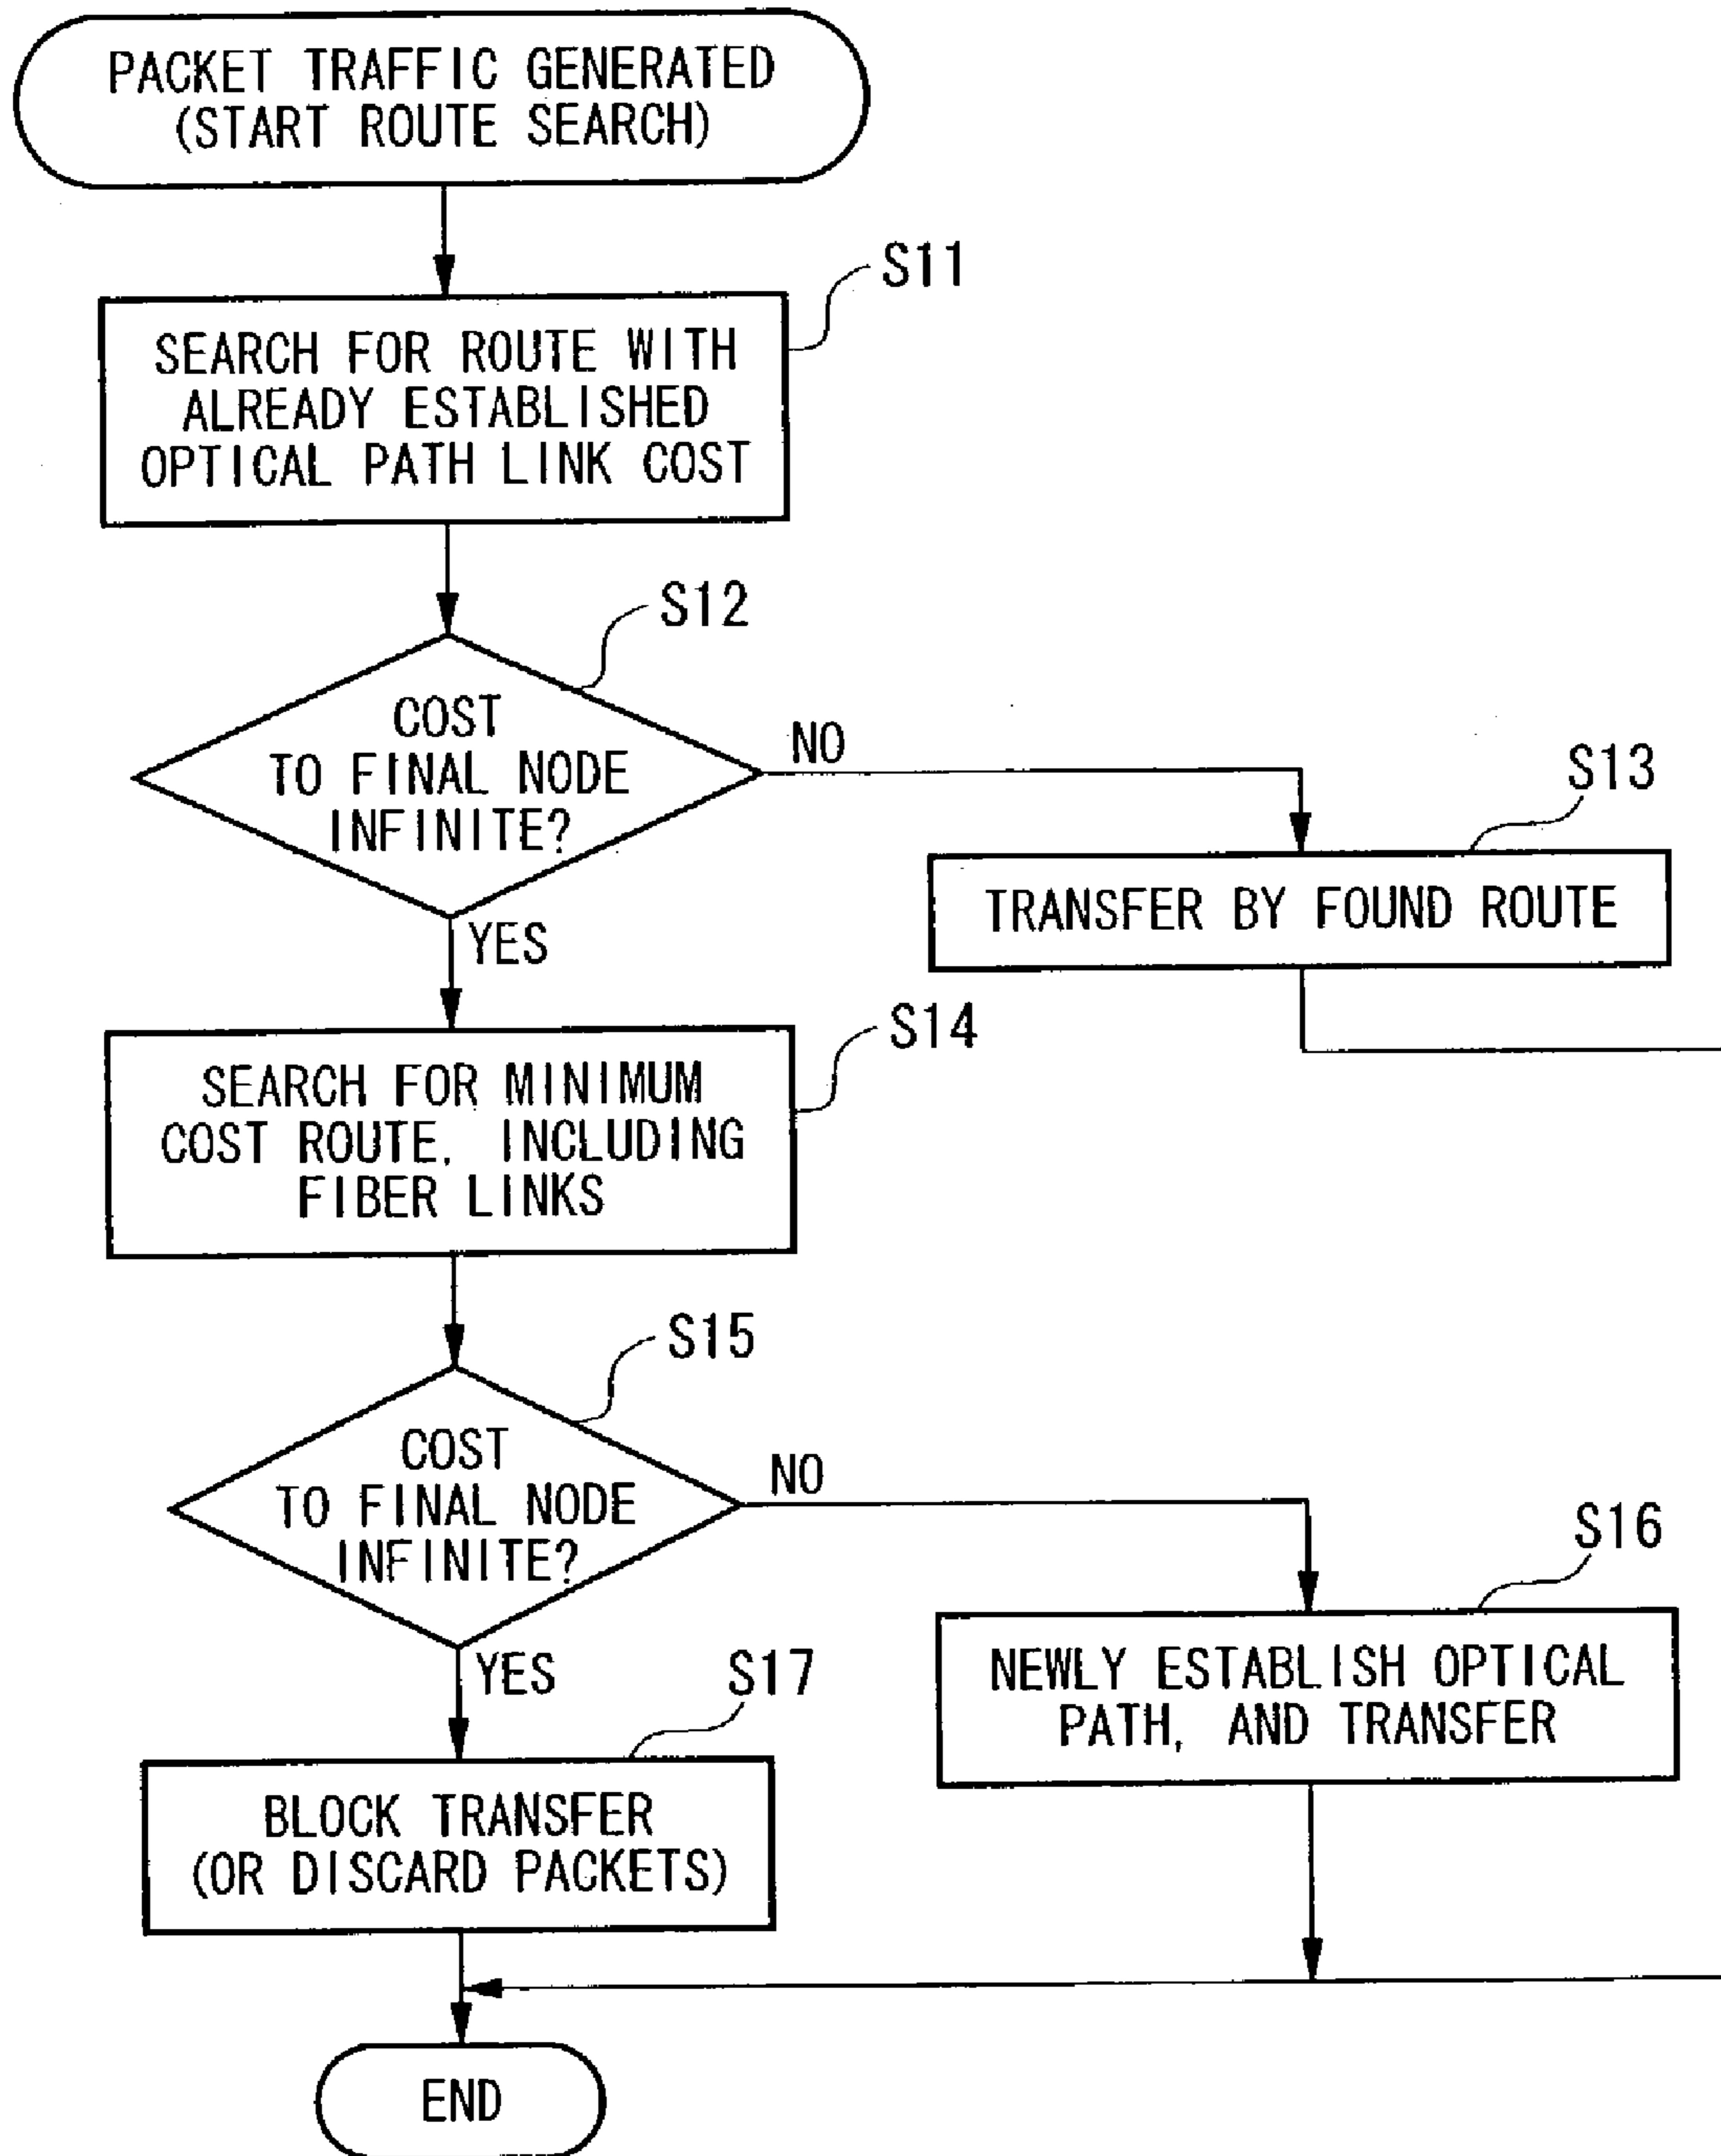 PACKET TRAFFIC GENERATED
(START ROUTE SEARCH)
S11
SEARCH FOR ROUTE WITH
ALREADY ESTABLISHED
OPTICAL PATH LINK COST
S12
COST
TO FINAL NODE
INFINITE?
NO
S13
TRANSFER BY FOUND ROUTE
YES
S14
SEARCH FOR MINIMUM
COST ROUTE, INCLUDING
FIBER LINKS
S15
COST
TO FINAL NODE
INFINITE?
NO
S16
NEWLY ESTABLISH OPTICAL
PATH, AND TRANSFER
YES
S17
BLOCK TRANSFER
(OR DISCARD PACKETS)
END